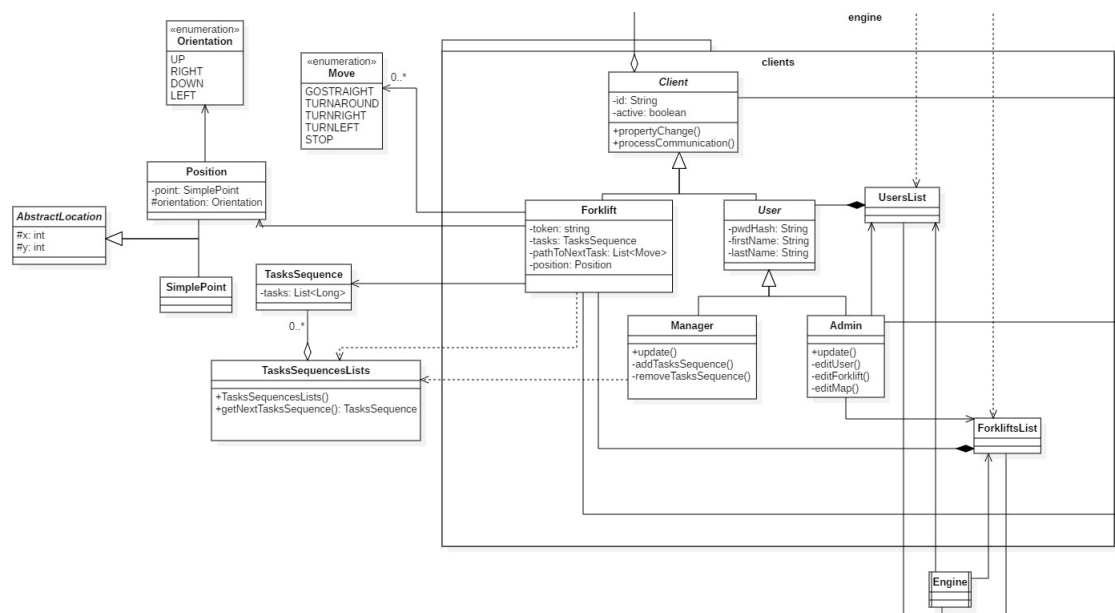 engine
clients
«enumeration»
Orientation
UP
RIGHT
DOWN
LEFT
«enumeration»
Move
GOSTRAIGHT
TURNAROUND
TURNRIGHT
TURNLEFT
STOP
0..*
Client
-id: String
-active: boolean
+propertyChange()
+processCommunication()
Position
-point: SimplePoint
#orientation: Orientation
AbstractLocation
#x: int
#y: int
SimplePoint
Forklift
-token: string
-tasks: TasksSequence
-pathToNextTask: List<Move>
-position: Position
User
-pwdHash: String
-firstName: String
-lastName: String
UsersList
TasksSequence
-tasks: List<Long>
0..*
TasksSequencesLists
+TasksSequencesLists()
+getNextTasksSequence(): TasksSequence
Manager
+update()
-addTasksSequence()
-removeTasksSequence()
Admin
+update()
-editUser()
-editForklift()
-editMap()
ForkliftsList
Engine